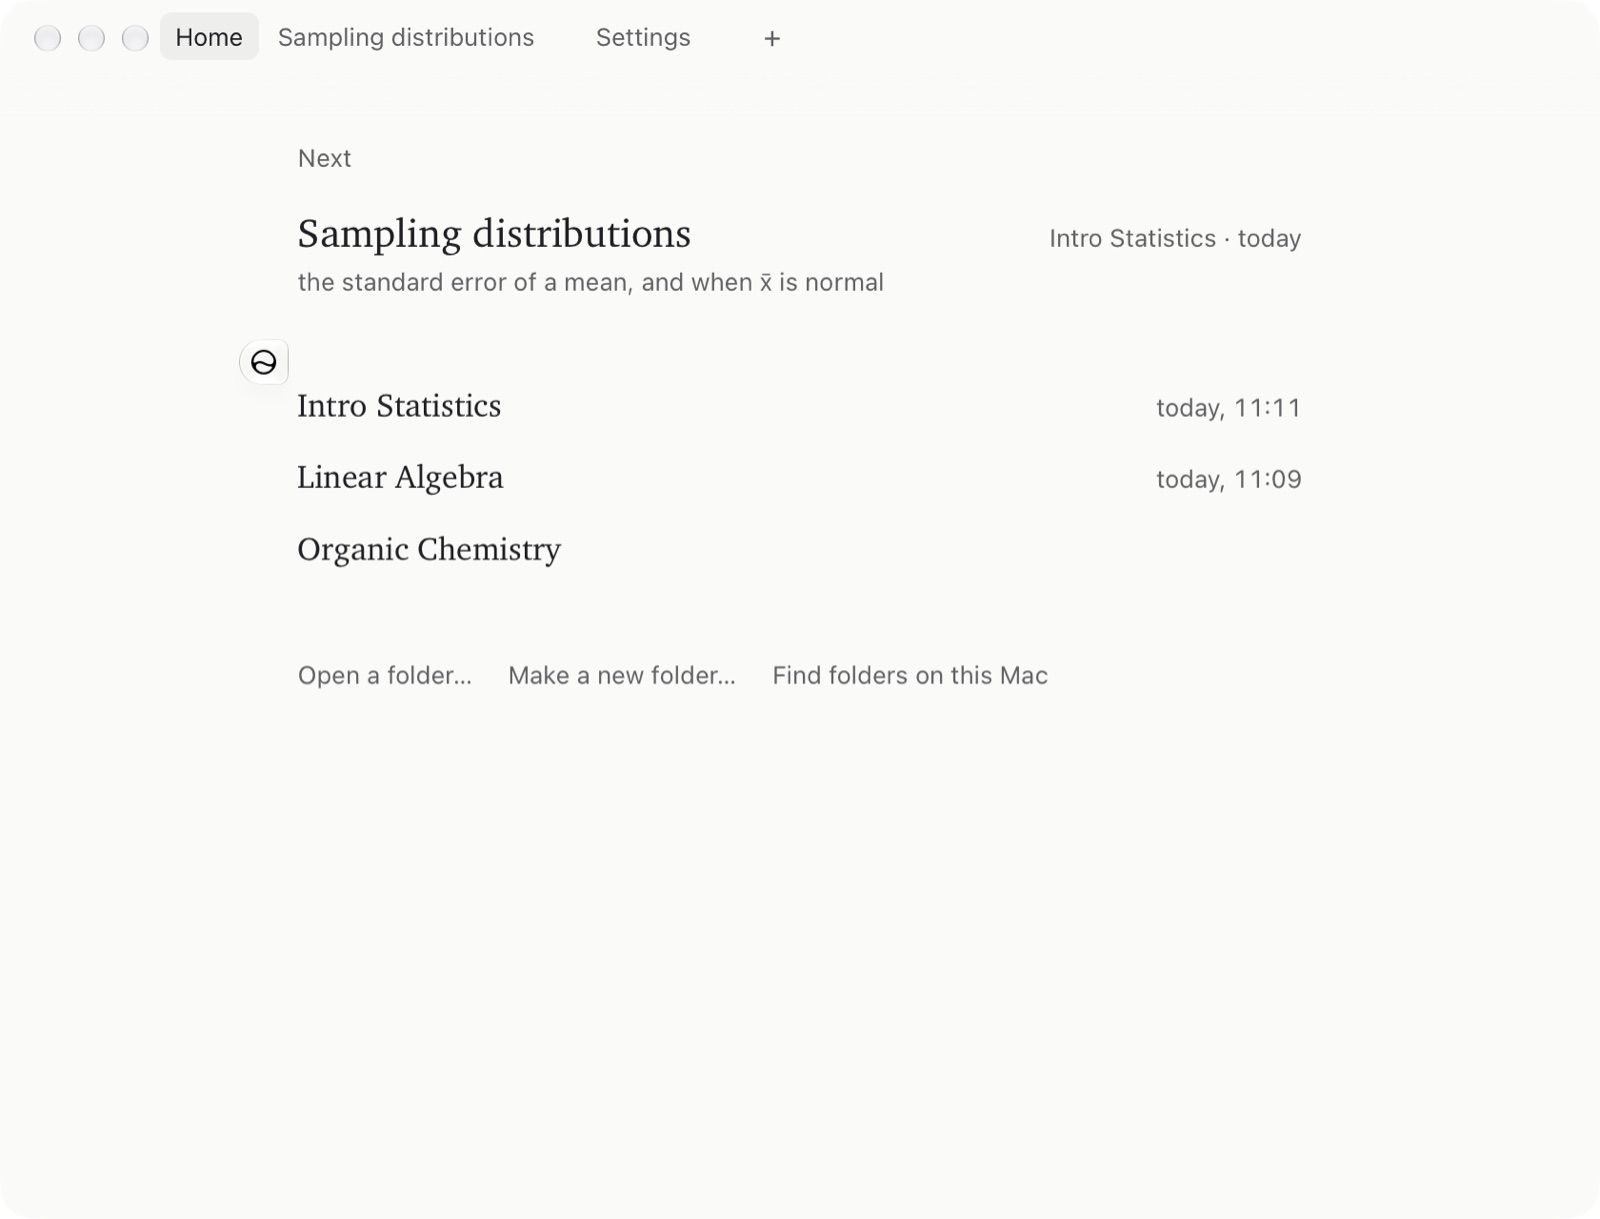 Home Sampling distributions Settings +
Next
Sampling distributions Intro Statistics · today
the standard error of a mean, and when x̄ is normal
Intro Statistics today, 11:11
Linear Algebra today, 11:09
Organic Chemistry
Open a folder... Make a new folder... Find folders on this Mac